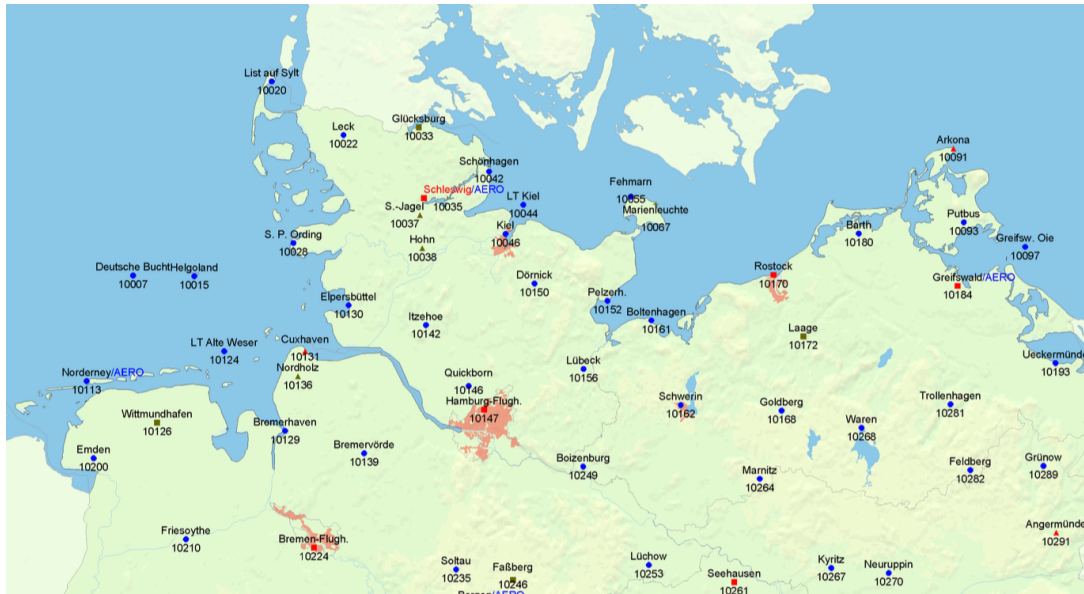 List auf Sylt
10020
Leck
10022
Glücksburg
10033
Schönhagen
10042
Schleswig/AERO
10035
S.-Jagel
10037
LT Kiel
10044
Fehmarn
10055
Marienleuchte
10067
Arkona
10091
Putbus
10093
Barth
10180
Greifsw. Oie
10097
S. P. Ording
10028
Hohn
10038
Kiel
10046
Deutsche Bucht
10007
Helgoland
10015
Dörnick
10150
Rostock
10170
Greifswald/AERO
10184
Elpersbüttel
10130
Pelzerh.
10152
Itzehoe
10142
Boltenhagen
10161
Laage
10172
LT Alte Weser
10124
Cuxhaven
10131
Nordholz
10136
Lübeck
10156
Ueckermünde
10193
Norderney/AERO
10113
Quickborn
10146
Hamburg-Flugh.
10147
Schwerin
10162
Goldberg
10168
Trollenhagen
10281
Wittmundhafen
10126
Bremerhaven
10129
Waren
10268
Bremervörde
10139
Emden
10200
Boizenburg
10249
Marnitz
10264
Feldberg
10282
Grünow
10289
Friesoythe
10210
Bremen-Flugh.
10224
Angermünde
10291
Soltau
10235
Faßberg
10246
Lüchow
10253
Seehausen
10261
Kyritz
10267
Neuruppin
10270